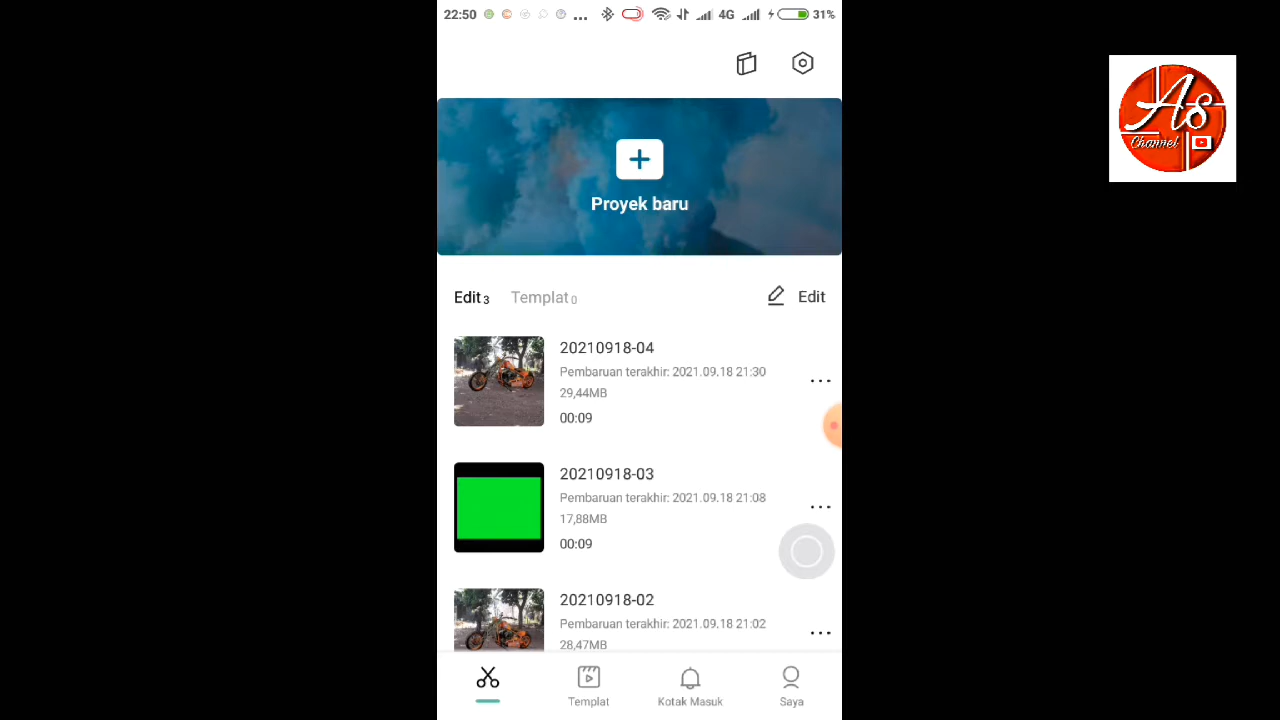 22:50
4G
31%
As
Channel
Proyek baru
Edit 3
Templat 0
Edit
20210918-04
Pembaruan terakhir: 2021.09.18 21:30
29,44MB
00:09
20210918-03
Pembaruan terakhir: 2021.09.18 21:08
17,88MB
00:09
20210918-02
Pembaruan terakhir: 2021.09.18 21:02
28,47MB
Templat
Kotak Masuk
Saya